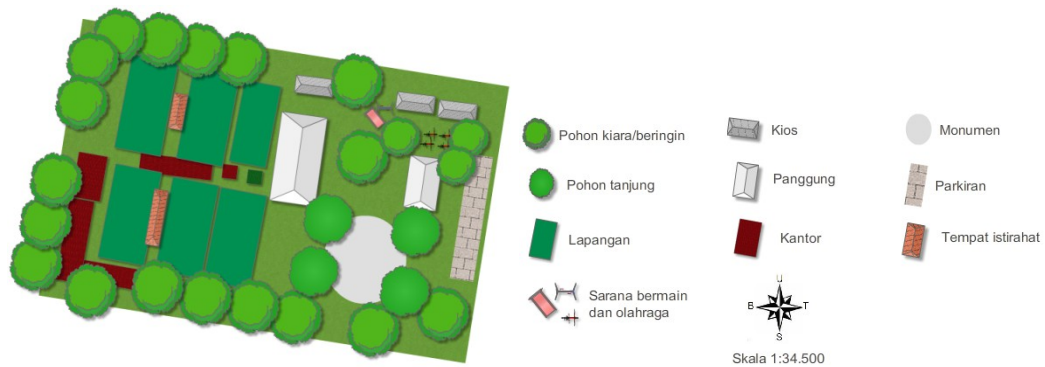 Pohon kiara/beringin
Kios
Monumen
Pohon tanjung
Panggung
Parkiran
Lapangan
Kantor
Tempat istirahat
Sarana bermain
dan olahraga
U
B
T
S
Skala 1:34.500